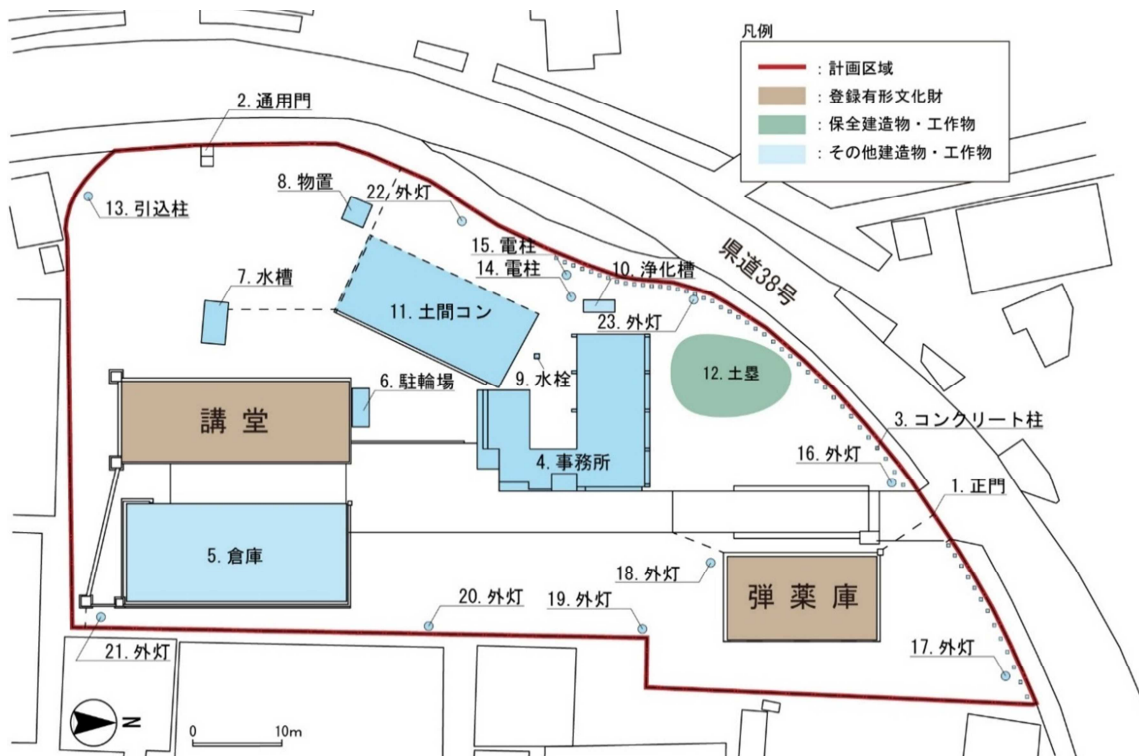 凡例
：計画区域
：登録有形文化財
：保全建造物・工作物
：その他建造物・工作物
2. 通用門
8. 物置
22. 外灯
13. 引込柱
15. 電柱
14. 電柱
10. 浄化槽
県道38号
7. 水槽
11. 土間コン
23. 外灯
9. 水栓
12. 土塁
6. 駐輪場
講堂
3. コンクリート柱
4. 事務所
16. 外灯
1. 正門
5. 倉庫
18. 外灯
弾薬庫
20. 外灯
19. 外灯
21. 外灯
17. 外灯
N
0 10m